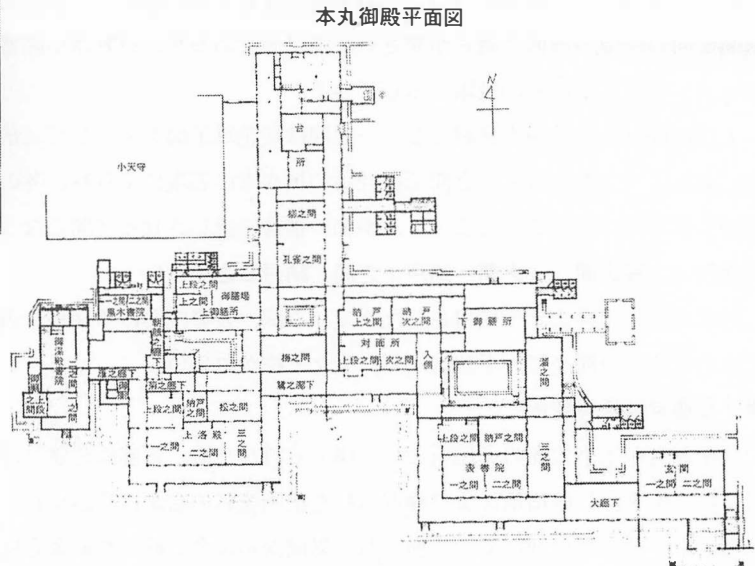 本丸御殿平面図
N
小天守
台
所
柳之間
孔雀之間
上段之間
上之間
御膳場
上御膳所
一之間
二之間
黒木書院
納戸
上之間
納戸
次之間
御膳所
対面所
上段之間
次之間
入側
溜之間
梅之間
鷺之廊下
御湯殿書院
上段之間
納戸之間
松之間
上洛殿
一之間
二之間
三之間
上段之間
納戸之間
三之間
表書院
一之間
二之間
大廊下
玄関
一之間
二之間